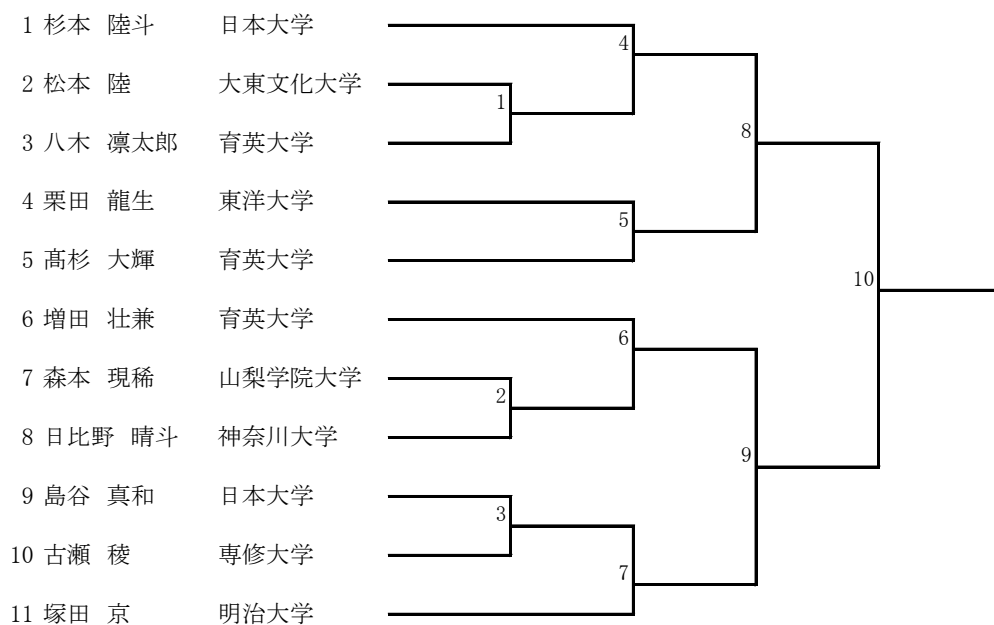 1 杉本 陸斗 日本大学
2 松本 陸 大東文化大学
3 八木 凛太郎 育英大学
4 栗田 龍生 東洋大学
5 髙杉 大輝 育英大学
6 増田 壮兼 育英大学
7 森本 現稀 山梨学院大学
8 日比野 晴斗 神奈川大学
9 島谷 真和 日本大学
10 古瀬 稜 専修大学
11 塚田 京 明治大学
1
2
3
4
5
6
7
8
9
10